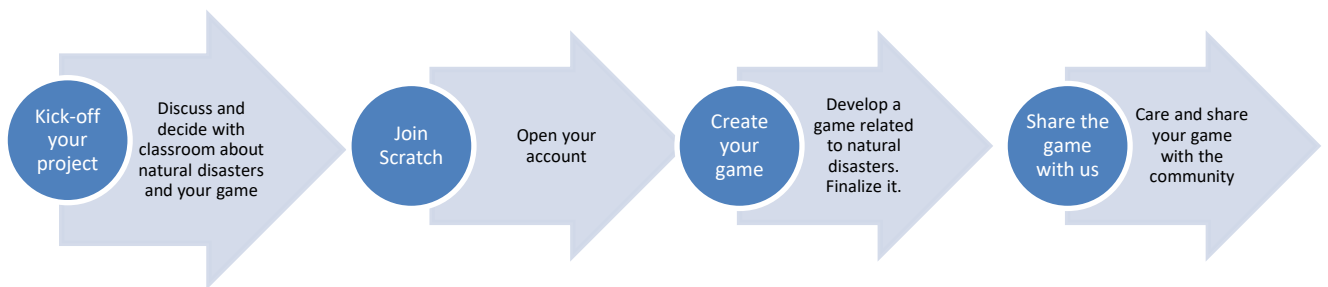 Kick-off
your
project
Discuss and
decide with
classroom about
natural disasters
and your game
Join
Scratch
Open your
account
Create
your
game
Develop a
game related
to natural
disasters.
Finalize it.
Share the
game
with us
Care and share
your game
with the
community